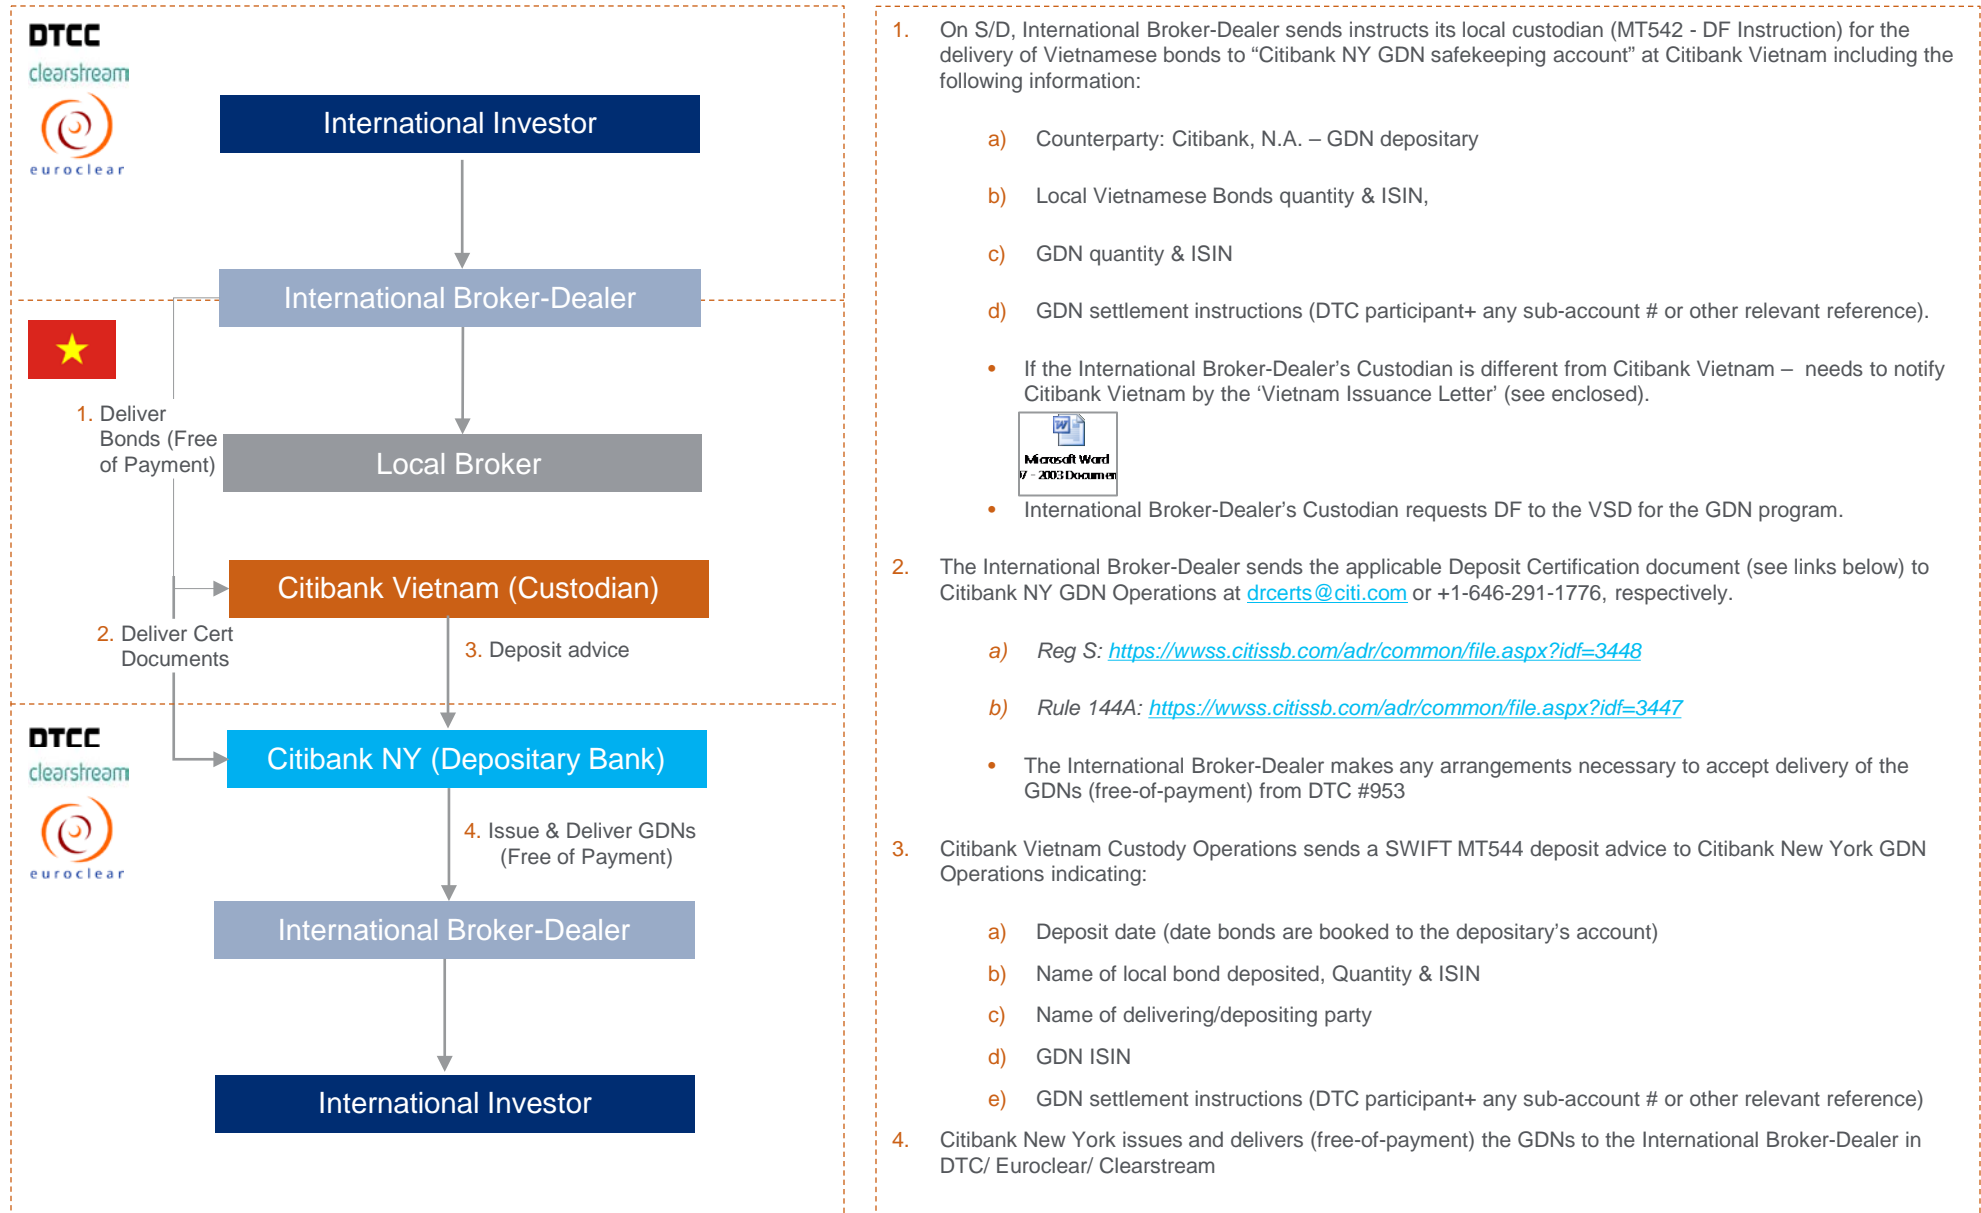 DTCC
clearstream
euroclear
International Investor
International Broker-Dealer
1. Deliver
Bonds (Free
of Payment)
Local Broker
Citibank Vietnam (Custodian)
2. Deliver Cert
Documents
3. Deposit advice
DTCC
clearstream
euroclear
Citibank NY (Depositary Bank)
4. Issue & Deliver GDNs
(Free of Payment)
International Broker-Dealer
International Investor
1. On S/D, International Broker-Dealer sends instructs its local custodian (MT542 - DF Instruction) for the
delivery of Vietnamese bonds to “Citibank NY GDN safekeeping account” at Citibank Vietnam including the
following information:
a) Counterparty: Citibank, N.A. – GDN depositary
b) Local Vietnamese Bonds quantity & ISIN,
c) GDN quantity & ISIN
d) GDN settlement instructions (DTC participant+ any sub-account # or other relevant reference).
• If the International Broker-Dealer’s Custodian is different from Citibank Vietnam – needs to notify
Citibank Vietnam by the ‘Vietnam Issuance Letter’ (see enclosed).
Microsoft Word
7 - 2003 Documen
• International Broker-Dealer’s Custodian requests DF to the VSD for the GDN program.
2. The International Broker-Dealer sends the applicable Deposit Certification document (see links below) to
Citibank NY GDN Operations at drcerts@citi.com or +1-646-291-1776, respectively.
a) Reg S: https://wwss.citissb.com/adr/common/file.aspx?idf=3448
b) Rule 144A: https://wwss.citissb.com/adr/common/file.aspx?idf=3447
• The International Broker-Dealer makes any arrangements necessary to accept delivery of the
GDNs (free-of-payment) from DTC #953
3. Citibank Vietnam Custody Operations sends a SWIFT MT544 deposit advice to Citibank New York GDN
Operations indicating:
a) Deposit date (date bonds are booked to the depositary’s account)
b) Name of local bond deposited, Quantity & ISIN
c) Name of delivering/depositing party
d) GDN ISIN
e) GDN settlement instructions (DTC participant+ any sub-account # or other relevant reference)
4. Citibank New York issues and delivers (free-of-payment) the GDNs to the International Broker-Dealer in
DTC/ Euroclear/ Clearstream